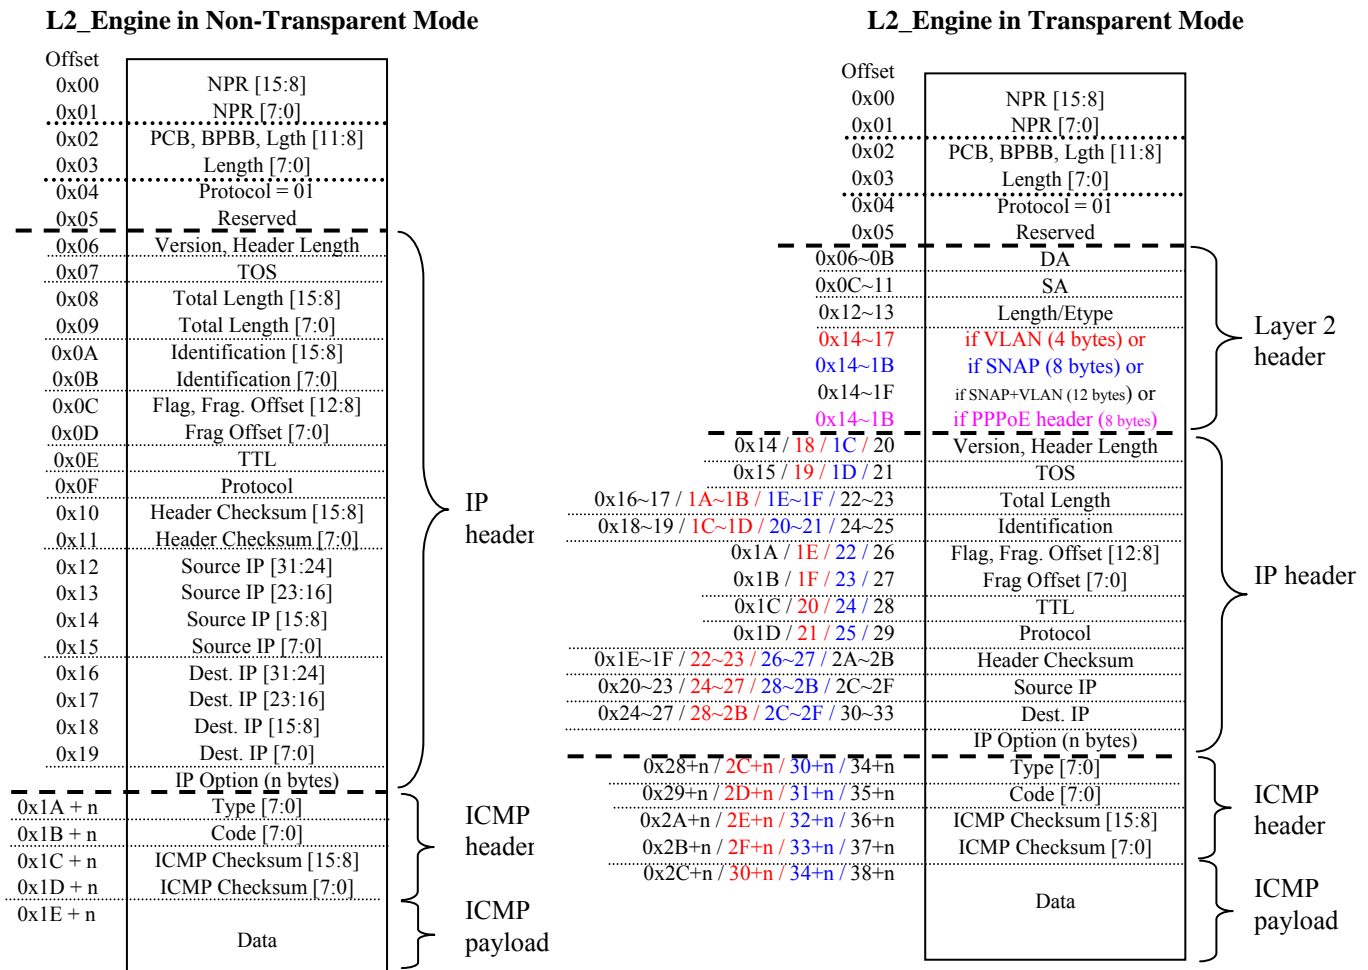 L2_Engine in Non-Transparent Mode
Offset
0x00 NPR [15:8]
0x01 NPR [7:0]
0x02 PCB, BPBB, Lgth [11:8]
0x03 Length [7:0]
0x04 Protocol = 01
0x05 Reserved
0x06 Version, Header Length
0x07 TOS
0x08 Total Length [15:8]
0x09 Total Length [7:0]
0x0A Identification [15:8]
0x0B Identification [7:0]
0x0C Flag, Frag. Offset [12:8]
0x0D Frag Offset [7:0]
0x0E TTL
0x0F Protocol
0x10 Header Checksum [15:8]
0x11 Header Checksum [7:0]
0x12 Source IP [31:24]
0x13 Source IP [23:16]
0x14 Source IP [15:8]
0x15 Source IP [7:0]
0x16 Dest. IP [31:24]
0x17 Dest. IP [23:16]
0x18 Dest. IP [15:8]
0x19 Dest. IP [7:0]
IP Option (n bytes)
IP
header
0x1A + n Type [7:0]
0x1B + n Code [7:0]
0x1C + n ICMP Checksum [15:8]
0x1D + n ICMP Checksum [7:0]
ICMP
header
0x1E + n
Data
ICMP
payload
L2_Engine in Transparent Mode
Offset
0x00 NPR [15:8]
0x01 NPR [7:0]
0x02 PCB, BPBB, Lgth [11:8]
0x03 Length [7:0]
0x04 Protocol = 01
0x05 Reserved
0x06~0B DA
0x0C~11 SA
0x12~13 Length/Etype
0x14~17 if VLAN (4 bytes) or
0x14~1B if SNAP (8 bytes) or
0x14~1F if SNAP+VLAN (12 bytes) or
0x14~1B if PPPoE header (8 bytes)
Layer 2
header
0x14 / 18 / 1C / 20 Version, Header Length
0x15 / 19 / 1D / 21 TOS
0x16~17 / 1A~1B / 1E~1F / 22~23 Total Length
0x18~19 / 1C~1D / 20~21 / 24~25 Identification
0x1A / 1E / 22 / 26 Flag, Frag. Offset [12:8]
0x1B / 1F / 23 / 27 Frag Offset [7:0]
0x1C / 20 / 24 / 28 TTL
0x1D / 21 / 25 / 29 Protocol
0x1E~1F / 22~23 / 26~27 / 2A~2B Header Checksum
0x20~23 / 24~27 / 28~2B / 2C~2F Source IP
0x24~27 / 28~2B / 2C~2F / 30~33 Dest. IP
IP Option (n bytes)
IP header
0x28+n / 2C+n / 30+n / 34+n Type [7:0]
0x29+n / 2D+n / 31+n / 35+n Code [7:0]
0x2A+n / 2E+n / 32+n / 36+n ICMP Checksum [15:8]
0x2B+n / 2F+n / 33+n / 37+n ICMP Checksum [7:0]
ICMP
header
0x2C+n / 30+n / 34+n / 38+n
Data
ICMP
payload